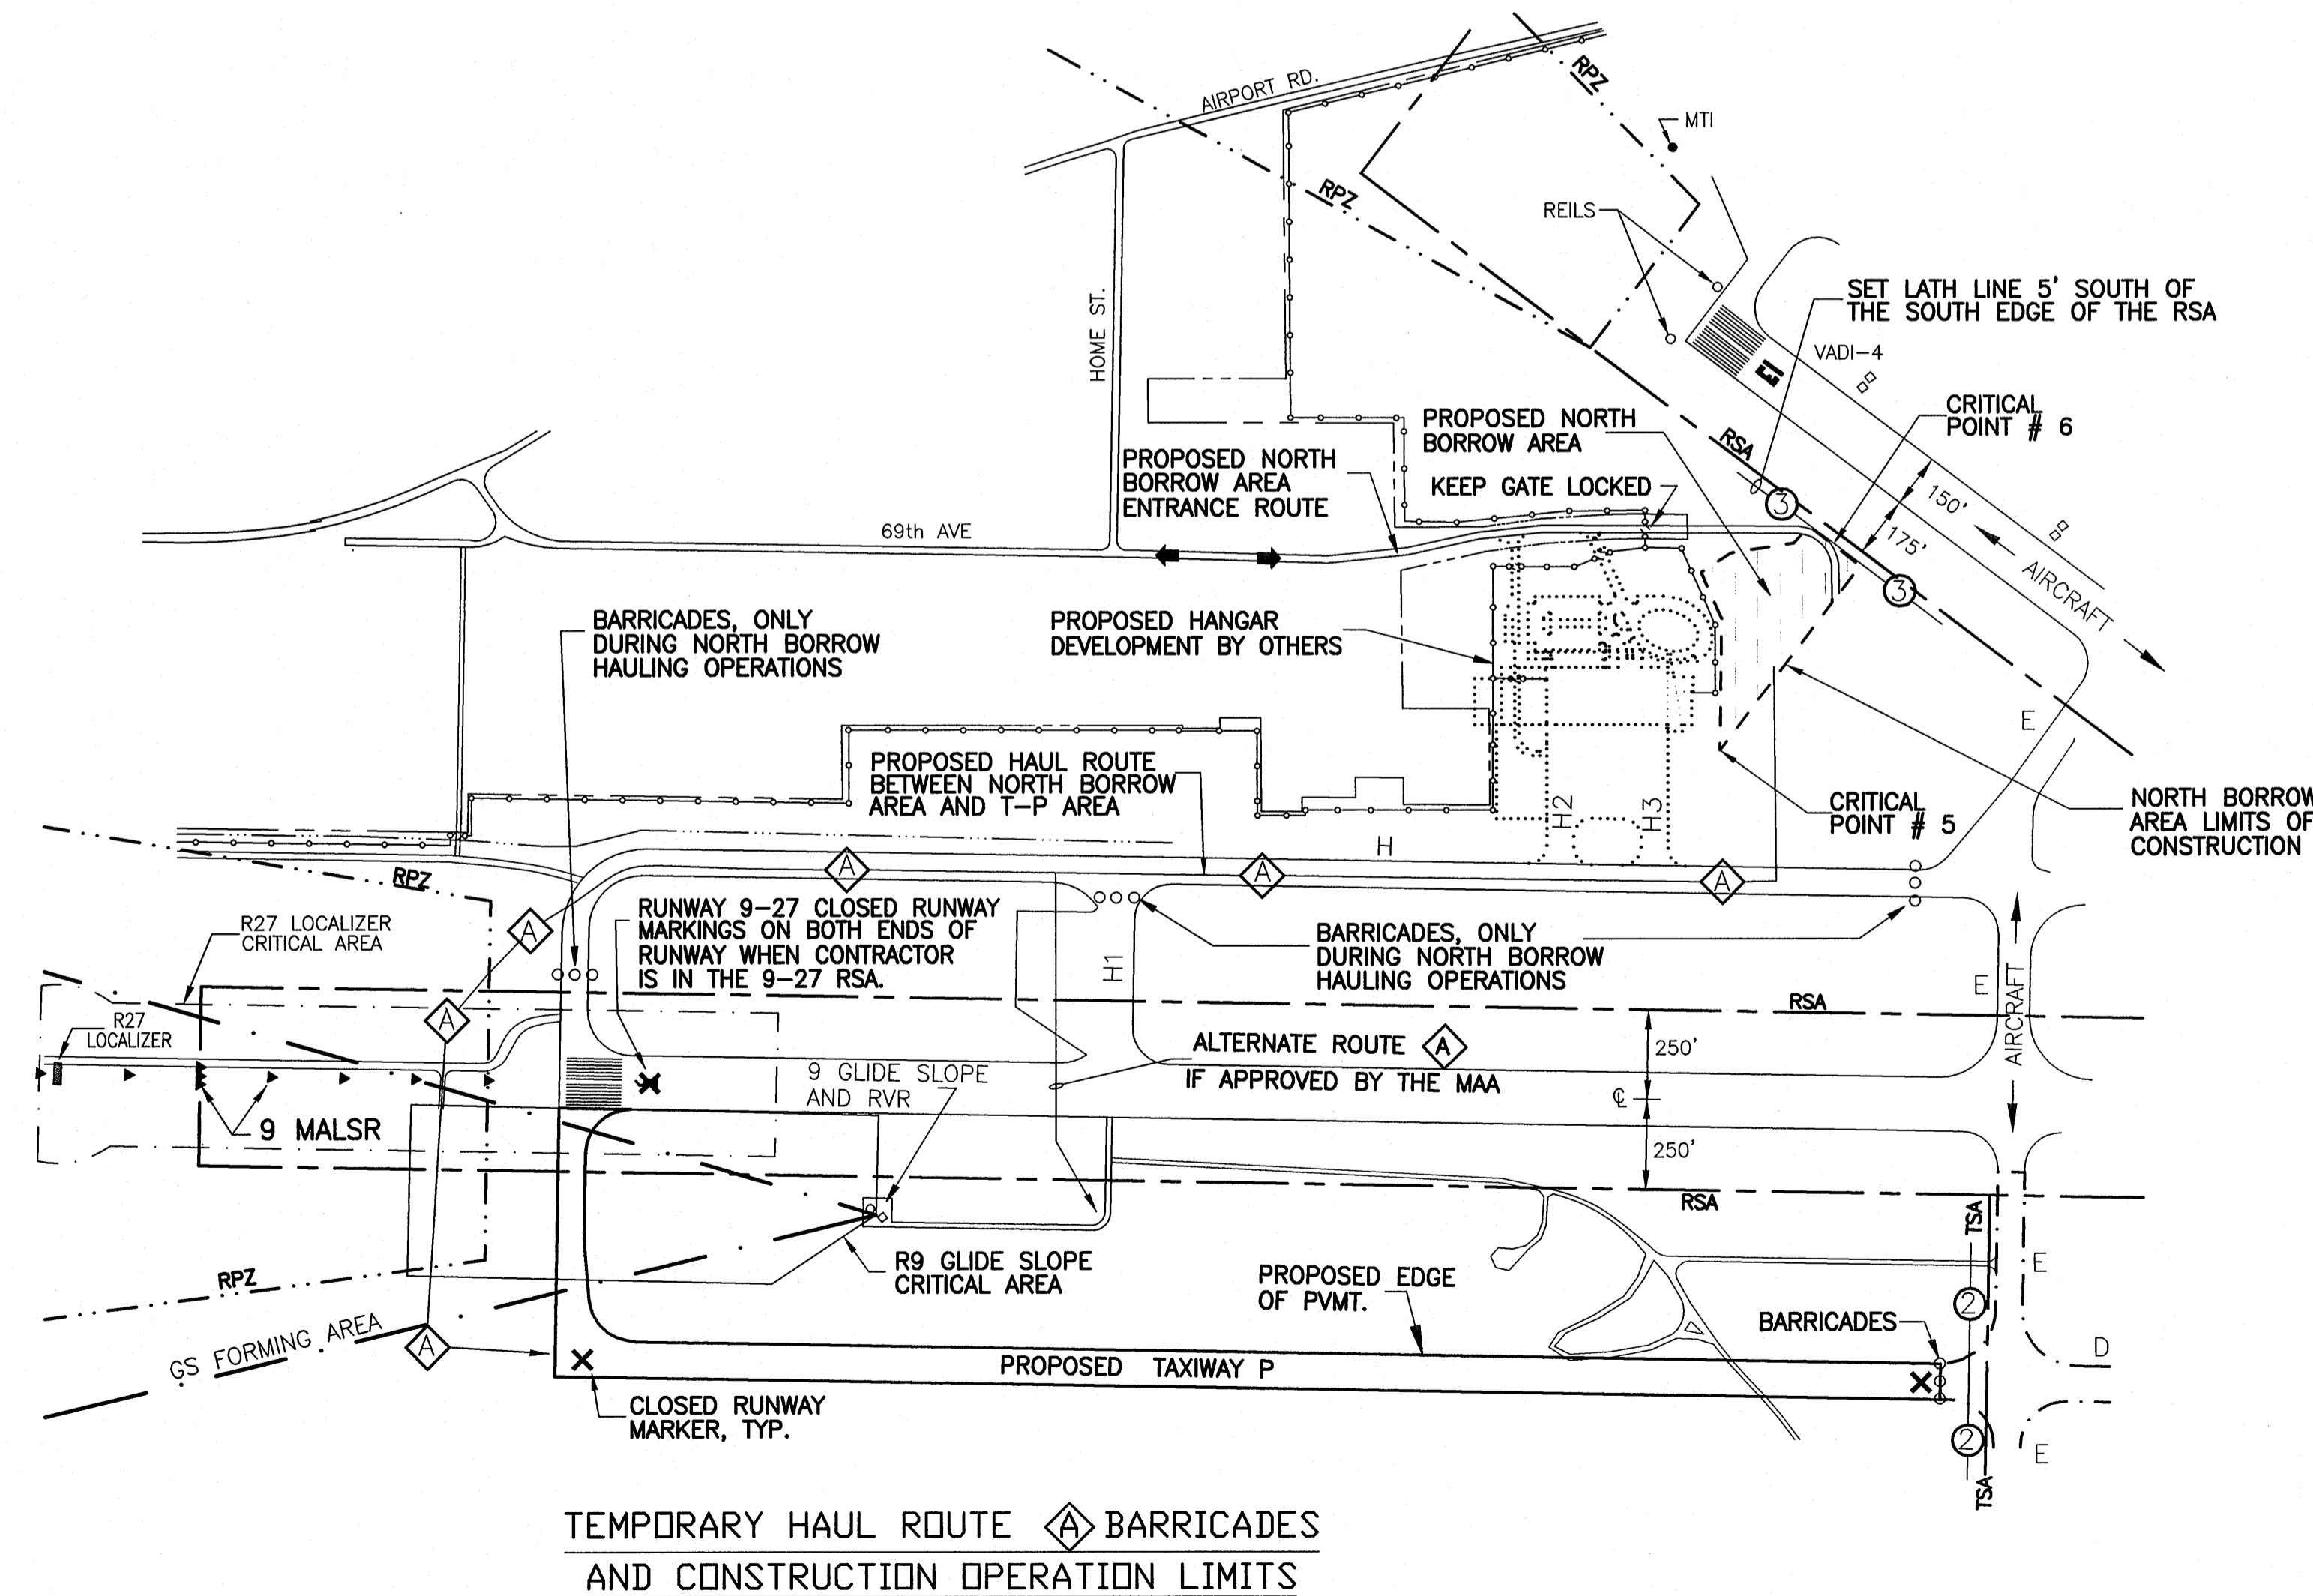 AIRPORT RD.
RPZ
MTI
RPZ
REILS
HOME ST.
SET LATH LINE 5' SOUTH OF
THE SOUTH EDGE OF THE RSA
VADI-4
13
CRITICAL
POINT # 6
PROPOSED NORTH
BORROW AREA
RSA
PROPOSED NORTH
BORROW AREA
ENTRANCE ROUTE
KEEP GATE LOCKED
3
150'
175'
AIRCRAFT
3
69th AVE
BARRICADES, ONLY
DURING NORTH BORROW
HAULING OPERATIONS
PROPOSED HANGAR
DEVELOPMENT BY OTHERS
E
PROPOSED HAUL ROUTE
BETWEEN NORTH BORROW
AREA AND T-P AREA
H2
H3
CRITICAL
POINT # 5
NORTH BORROW
AREA LIMITS OF
CONSTRUCTION
H
A
A
A
RPZ
R27 LOCALIZER
CRITICAL AREA
A
RUNWAY 9-27 CLOSED RUNWAY
MARKINGS ON BOTH ENDS OF
RUNWAY WHEN CONTRACTOR
IS IN THE 9-27 RSA.
H1
BARRICADES, ONLY
DURING NORTH BORROW
HAULING OPERATIONS
E
RSA
AIRCRAFT
R27
LOCALIZER
A
ALTERNATE ROUTE A
IF APPROVED BY THE MAA
250'
9 GLIDE SLOPE
AND RVR
℄
9 MALSR
250'
RSA
TSA
RPZ
R9 GLIDE SLOPE
CRITICAL AREA
PROPOSED EDGE
OF PVMT.
E
2
BARRICADES
GS FORMING AREA
A
PROPOSED TAXIWAY P
D
CLOSED RUNWAY
MARKER, TYP.
2
E
TSA
TEMPORARY HAUL ROUTE A BARRICADES
AND CONSTRUCTION OPERATION LIMITS